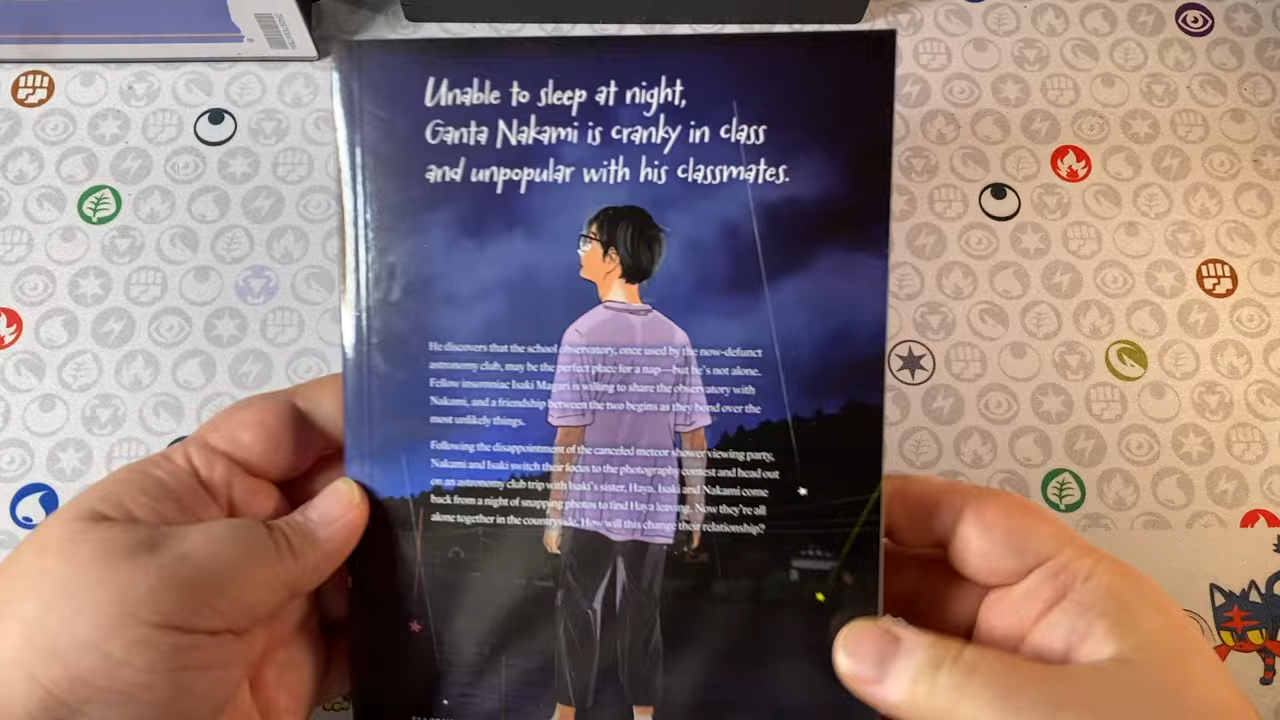 Unable to sleep at night,
Ganta Nakami is cranky in class
and unpopular with his classmates.
He discovers that the school observatory, once used by the now-defunct
astronomy club, may be the perfect place for a nap—but he's not alone.
Fellow insomniac Isaki Magari is willing to share the observatory with
Nakami, and a friendship between the two begins as they bond over the
most unlikely things.
Following the disappointment of the canceled meteor shower viewing party,
Nakami and Isaki switch their focus to the photography contest and head out
on an astronomy club trip with Isaki's sister, Haya. Isaki and Nakami come
back from a night of snapping photos to find Haya leaving. Now they're all
alone together in the countryside. How will this change their relationship?